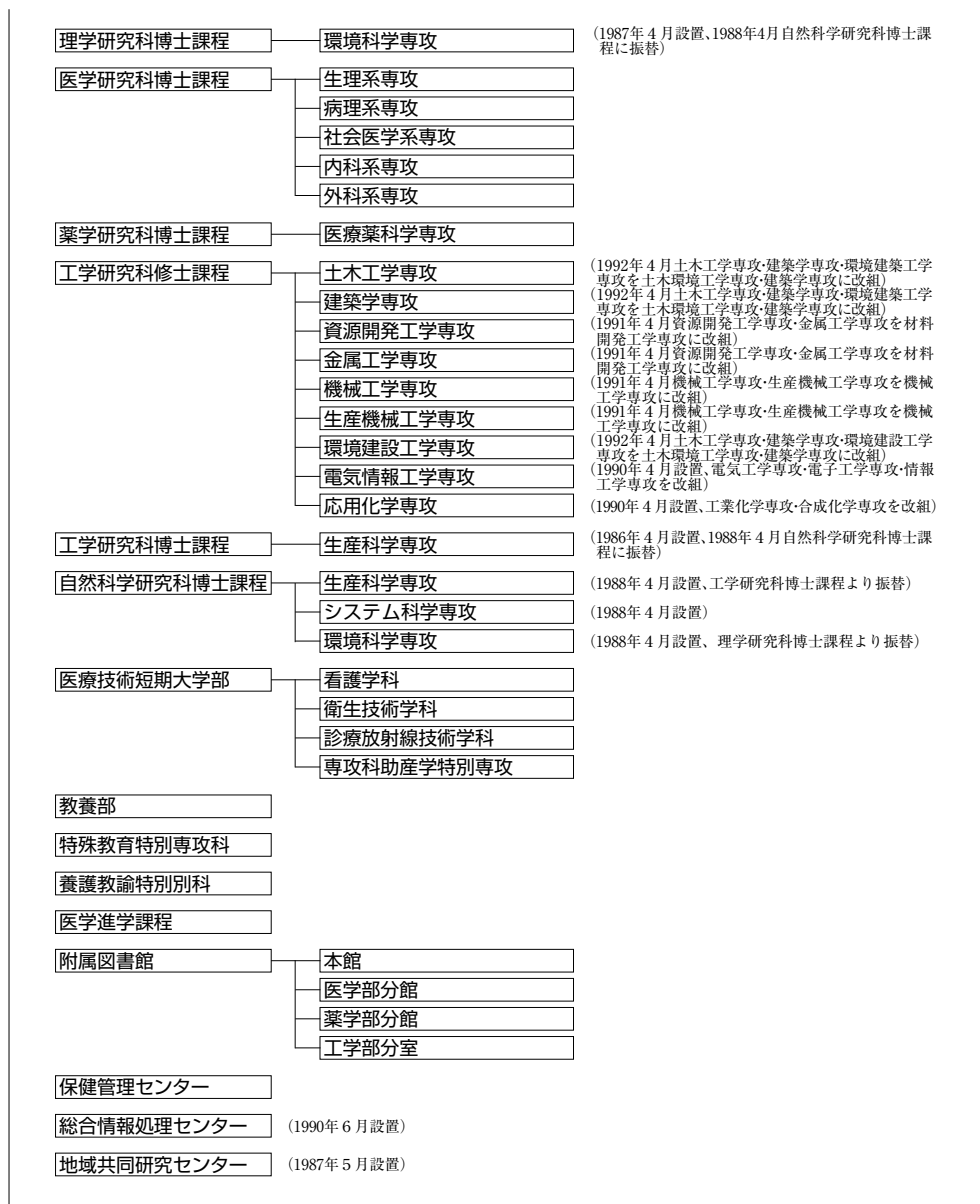 理学研究科博士課程 環境科学専攻 (1987年4月設置、1988年4月自然科学研究科博士課
程に振替)
医学研究科博士課程 生理系専攻
病理系専攻
社会医学系専攻
内科系専攻
外科系専攻
薬学研究科博士課程 医療薬科学専攻
工学研究科修士課程 土木工学専攻 (1992年4月土木工学専攻・建築学専攻・環境建築工学
専攻を土木環境工学専攻・建築学専攻に改組)
建築学専攻 (1992年4月土木工学専攻・建築学専攻・環境建築工学
専攻を土木環境工学専攻・建築学専攻に改組)
資源開発工学専攻 (1991年4月資源開発工学専攻・金属工学専攻を材料
開発工学専攻に改組)
金属工学専攻 (1991年4月資源開発工学専攻・金属工学専攻を材料
開発工学専攻に改組)
機械工学専攻 (1991年4月機械工学専攻・生産機械工学専攻を機械
工学専攻に改組)
生産機械工学専攻 (1991年4月機械工学専攻・生産機械工学専攻を機械
工学専攻に改組)
環境建設工学専攻 (1992年4月土木工学専攻・建築学専攻・環境建設工学
専攻を土木環境工学専攻・建築学専攻に改組)
電気情報工学専攻 (1990年4月設置、電気工学専攻・電子工学専攻・情報
工学専攻を改組)
応用化学専攻 (1990年4月設置、工業化学専攻・合成化学専攻を改組)
工学研究科博士課程 生産科学専攻 (1986年4月設置、1988年4月自然科学研究科博士課
程に振替)
自然科学研究科博士課程 生産科学専攻 (1988年4月設置、工学研究科博士課程より振替)
システム科学専攻 (1988年4月設置)
環境科学専攻 (1988年4月設置、理学研究科博士課程より振替)
医療技術短期大学部 看護学科
衛生技術学科
診療放射線技術学科
専攻科助産学特別専攻
教養部
特殊教育特別専攻科
養護教諭特別別科
医学進学課程
附属図書館 本館
医学部分館
薬学部分館
工学部分室
保健管理センター
総合情報処理センター (1990年6月設置)
地域共同研究センター (1987年5月設置)